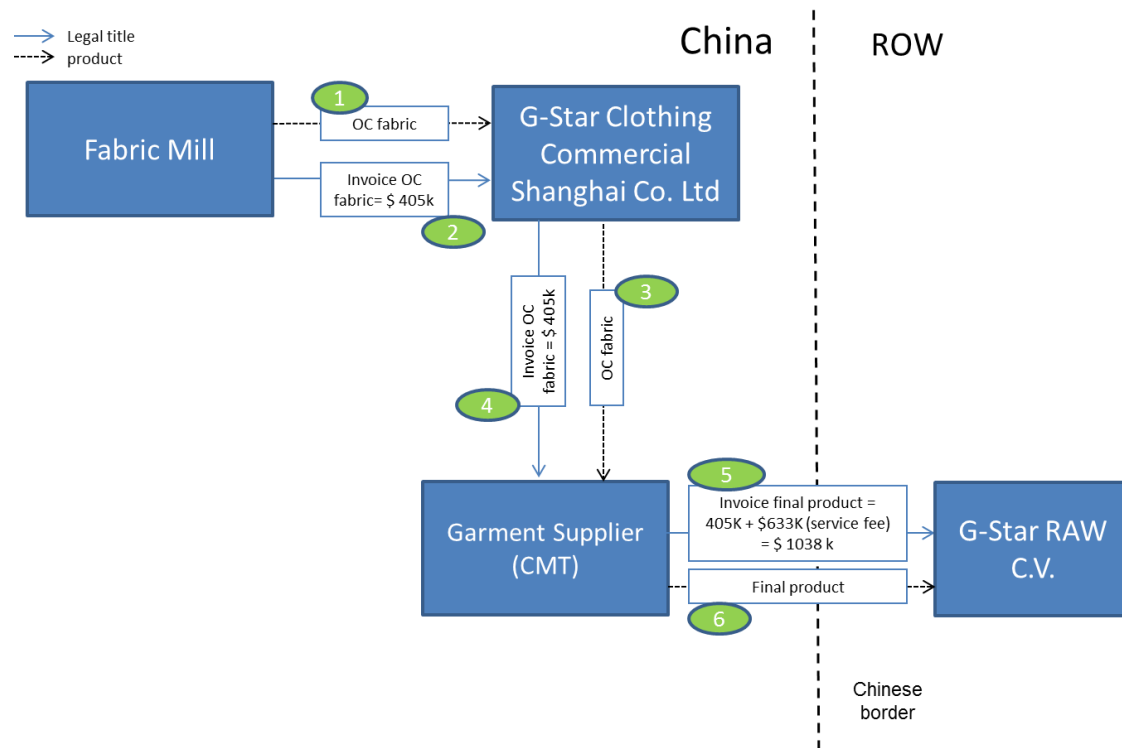 Legal title
product
China
ROW
1
OC fabric
Fabric Mill
G-Star Clothing
Commercial
Shanghai Co. Ltd
Invoice OC
fabric= $ 405k
2
3
Invoice OC
fabric = $ 405k
OC fabric
4
5
Invoice final product =
405K + $633K (service fee)
= $ 1038 k
Garment Supplier
(CMT)
G-Star RAW
C.V.
Final product
6
Chinese
border